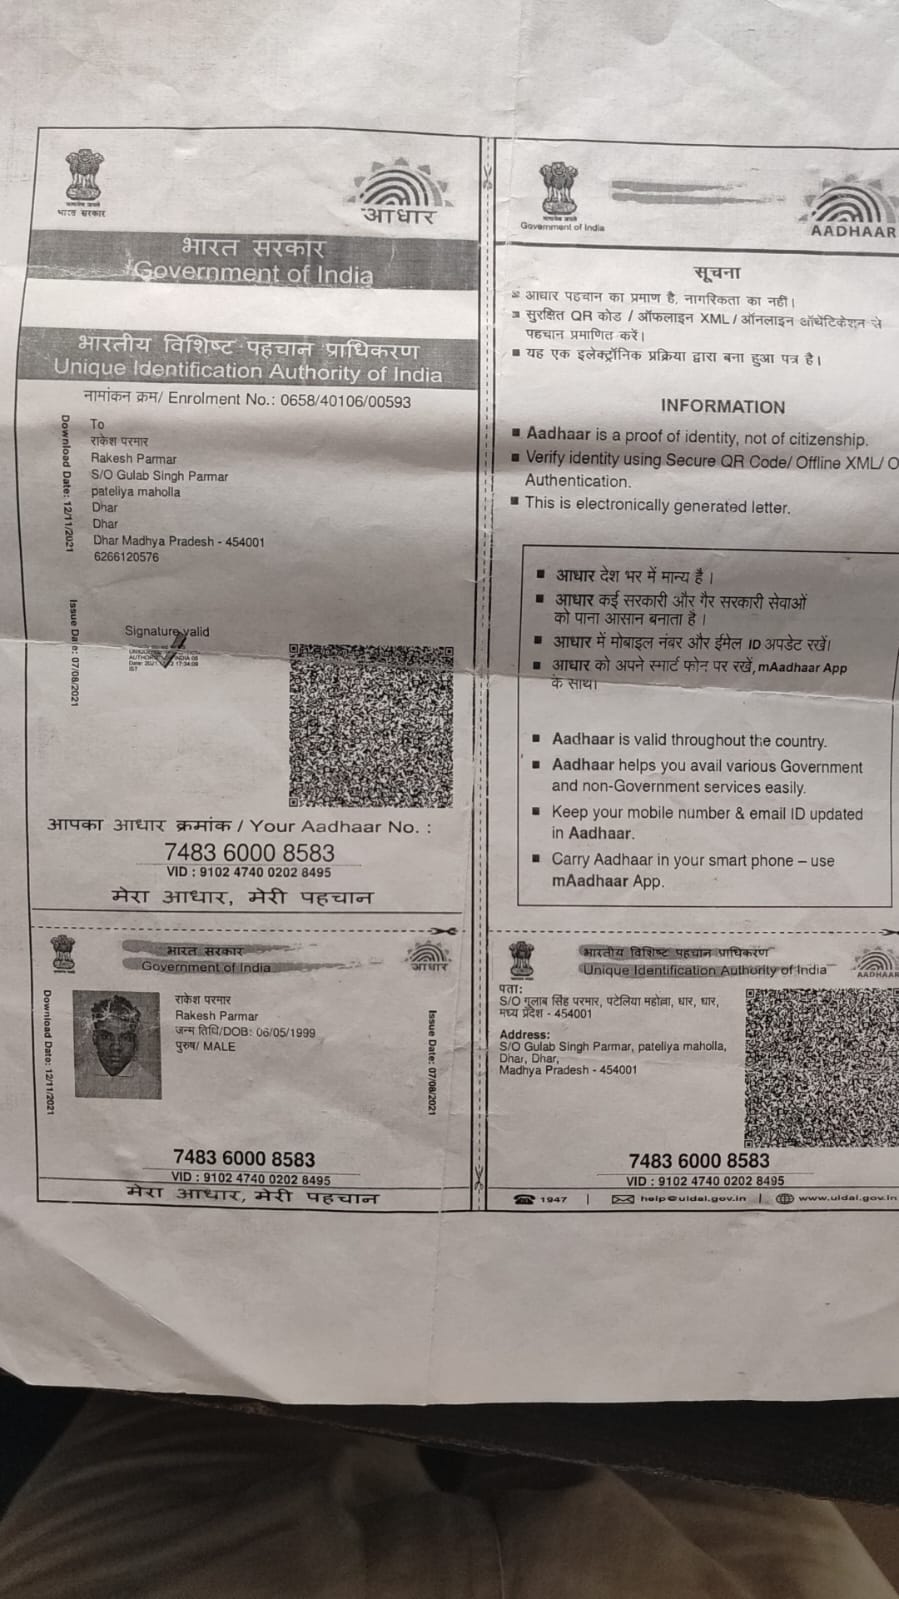 भारत सरकार
आधार
भारत सरकार
Government of India
भारतीय विशिष्ट पहचान प्राधिकरण
Unique Identification Authority of India
नामांकन क्रम/ Enrolment No.: 0658/40106/00593
Download Date: 12/11/2021
To
राकेश परमार
Rakesh Parmar
S/O Gulab Singh Parmar
pateliya maholla
Dhar
Dhar
Dhar Madhya Pradesh - 454001
6266120576
Issue Date: 07/08/2021
Signature valid
आपका आधार क्रमांक / Your Aadhaar No. :
7483 6000 8583
VID : 9102 4740 0202 8495
मेरा आधार, मेरी पहचान
Government of India
AADHAAR
सूचना
आधार पहचान का प्रमाण है, नागरिकता का नहीं।
सुरक्षित QR कोड / ऑफलाइन XML / ऑनलाइन ऑथेंटिकेशन से
पहचान प्रमाणित करें।
यह एक इलेक्ट्रॉनिक प्रक्रिया द्वारा बना हुआ पत्र है।
INFORMATION
Aadhaar is a proof of identity, not of citizenship.
Verify identity using Secure QR Code/ Offline XML/ O
Authentication.
This is electronically generated letter.
आधार देश भर में मान्य है।
आधार कई सरकारी और गैर सरकारी सेवाओं
को पाना आसान बनाता है।
आधार में मोबाइल नंबर और ईमेल ID अपडेट रखें।
आधार को अपने स्मार्ट फोन पर रखें, mAadhaar App
के साथ।
Aadhaar is valid throughout the country.
Aadhaar helps you avail various Government
and non-Government services easily.
Keep your mobile number & email ID updated
in Aadhaar.
Carry Aadhaar in your smart phone – use
mAadhaar App.
भारत सरकार
Government of India
आधार
Download Date: 12/11/2021
राकेश परमार
Rakesh Parmar
जन्म तिथि/DOB: 06/05/1999
पुरुष/ MALE
Issue Date: 07/08/2021
7483 6000 8583
VID : 9102 4740 0202 8495
मेरा आधार, मेरी पहचान
भारतीय विशिष्ट पहचान प्राधिकरण
Unique Identification Authority of India
AADHAAR
पता:
S/O गुलाब सिंह परमार, पटेलिया महोल्ला, धार, धार,
मध्य प्रदेश - 454001
Address:
S/O Gulab Singh Parmar, pateliya maholla,
Dhar, Dhar,
Madhya Pradesh - 454001
7483 6000 8583
VID : 9102 4740 0202 8495
1947 | help@uidai.gov.in | www.uidai.gov.in